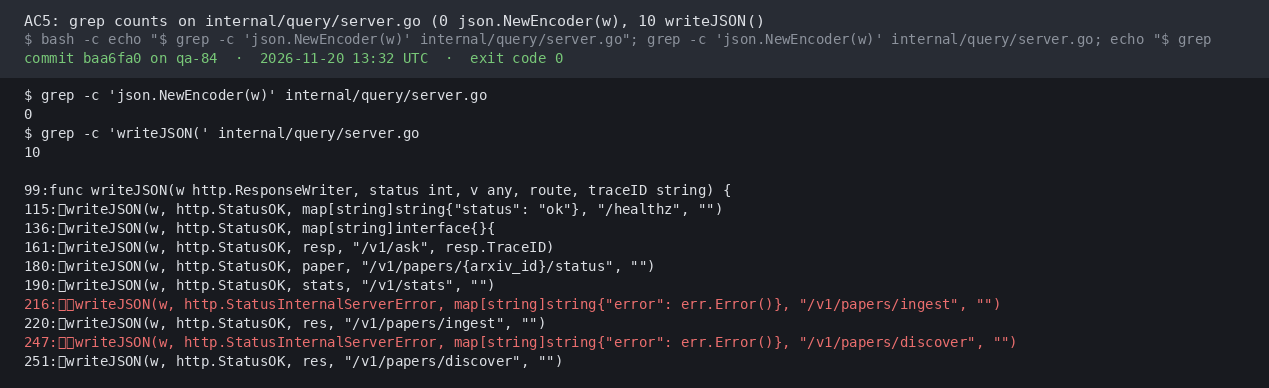 AC5: grep counts on internal/query/server.go (0 json.NewEncoder(w), 10 writeJSON()
$ bash -c echo "$ grep -c 'json.NewEncoder(w)' internal/query/server.go"; grep -c 'json.NewEncoder(w)' internal/query/server.go; echo "$ grep
commit baa6fa0 on qa-84 · 2026-11-20 13:32 UTC · exit code 0
$ grep -c 'json.NewEncoder(w)' internal/query/server.go
0
$ grep -c 'writeJSON(' internal/query/server.go
10
99:func writeJSON(w http.ResponseWriter, status int, v any, route, traceID string) {
115:▯writeJSON(w, http.StatusOK, map[string]string{"status": "ok"}, "/healthz", "")
136:▯writeJSON(w, http.StatusOK, map[string]interface{}{
161:▯writeJSON(w, http.StatusOK, resp, "/v1/ask", resp.TraceID)
180:▯writeJSON(w, http.StatusOK, paper, "/v1/papers/{arxiv_id}/status", "")
190:▯writeJSON(w, http.StatusOK, stats, "/v1/stats", "")
216:▯▯writeJSON(w, http.StatusInternalServerError, map[string]string{"error": err.Error()}, "/v1/papers/ingest", "")
220:▯writeJSON(w, http.StatusOK, res, "/v1/papers/ingest", "")
247:▯▯writeJSON(w, http.StatusInternalServerError, map[string]string{"error": err.Error()}, "/v1/papers/discover", "")
251:▯writeJSON(w, http.StatusOK, res, "/v1/papers/discover", "")